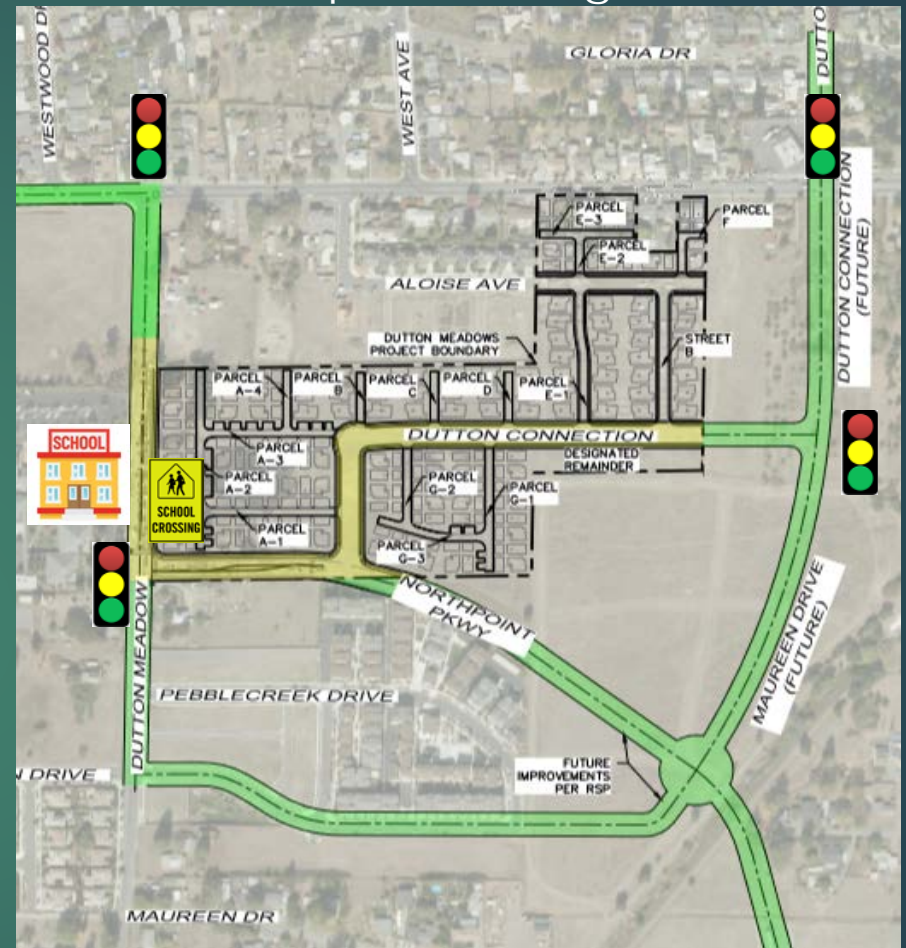 WESTWOOD DR
WEST AVE
GLORIA DR
DUTTON
PARCEL
E-3
PARCEL
F
PARCEL
E-2
ALOISE AVE
DUTTON CONNECTION
(FUTURE)
DUTTON MEADOWS
PROJECT BOUNDARY
STREET
B
PARCEL
A-4
PARCEL
B
PARCEL
C
PARCEL
D
PARCEL
E-1
DUTTON CONNECTION
DESIGNATED
REMAINDER
SCHOOL
PARCEL
A-3
PARCEL
A-2
SCHOOL
CROSSING
PARCEL
G-2
PARCEL
G-1
PARCEL
A-1
PARCEL
G-3
NORTHPOINT
PKWY
DUTTON MEADOW
MAUREEN DRIVE
(FUTURE)
PEBBLECREEK DRIVE
N DRIVE
FUTURE
IMPROVEMENTS
PER RSP
MAUREEN DR